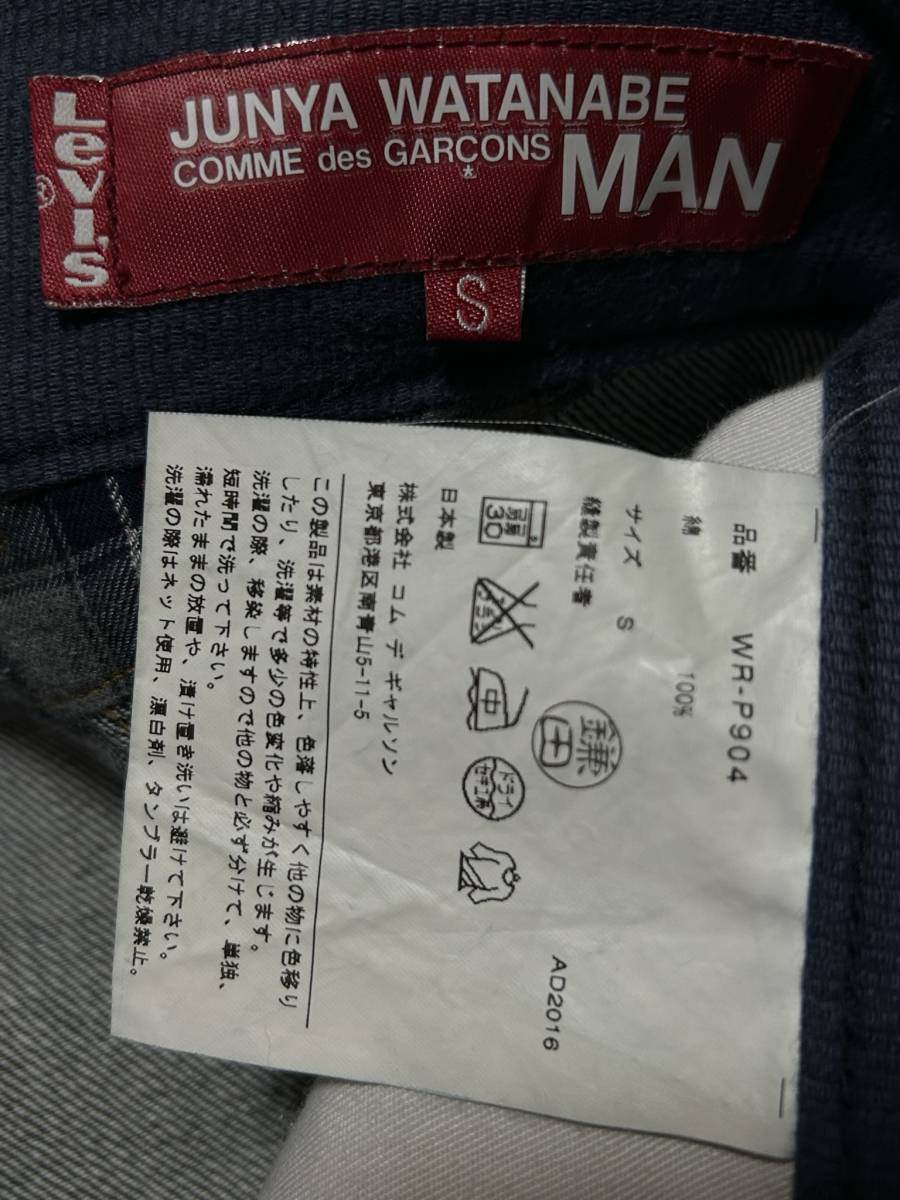 Levi's
®
JUNYA WATANABE
COMME des GARÇONS
*
MAN
S
品番 WR-P904
綿 100%
サイズ S
縫製責任者
鎌田
AD2016
30
中
ドライ
セキユ系
日本製
株式会社 コム デ ギャルソン
東京都港区南青山5-11-5
この製品は素材の特性上、色落しやすく他の物に色移り
したり、洗濯等で多少の色変化や縮みが生じます。
洗濯の際、移染しますので他の物と必ず分けて、単独、
短時間で洗って下さい。
濡れたままの放置や、漬け置き洗いは避けて下さい。
洗濯の際はネット使用、漂白剤、タンブラー乾燥禁止。